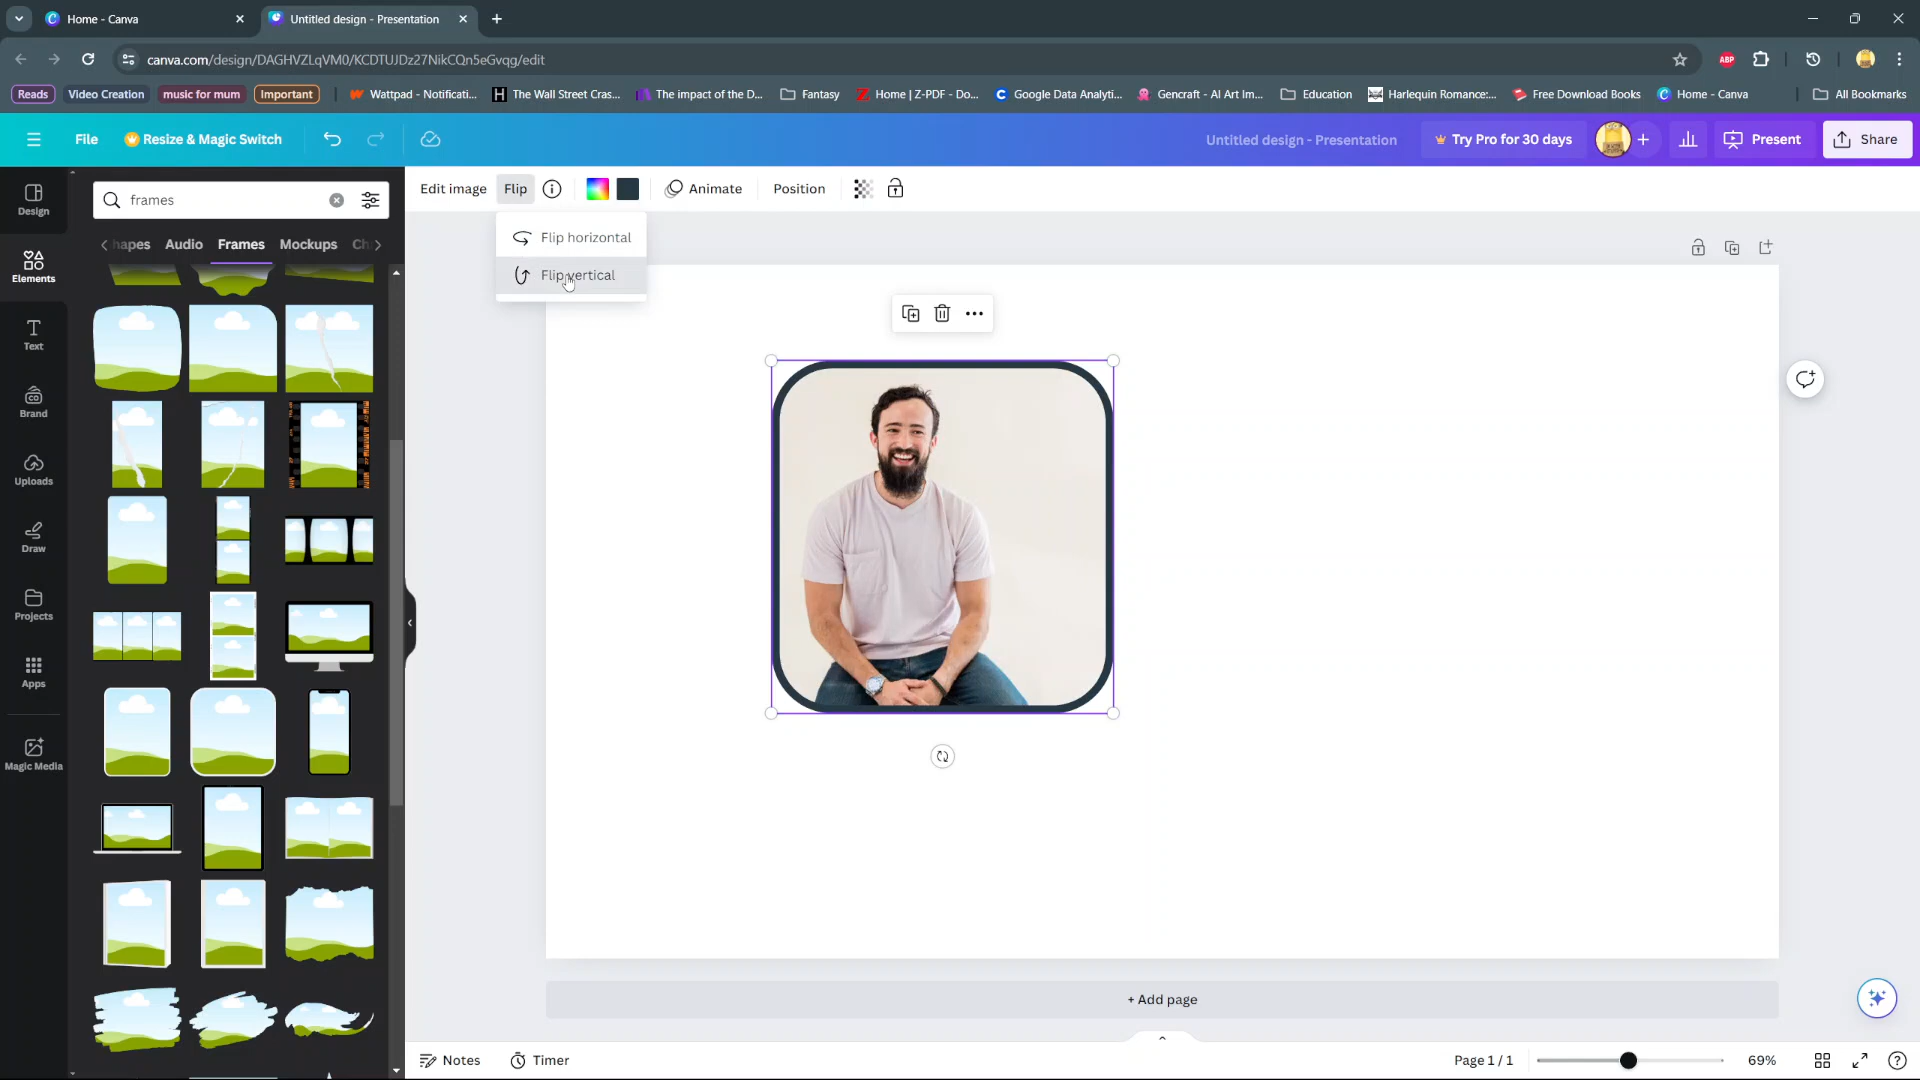 Home - Canva
Untitled design - Presentation
canva.com/design/DAGHVZLqVM0/KCDTUJDz27NikCQn5eGvqg/edit
ABP
Reads
Video Creation
music for mum
Important
Wattpad - Notificati...
The Wall Street Cras...
The impact of the D...
Fantasy
Home | Z-PDF - Do...
Google Data Analyti...
Gencraft - AI Art Im...
Education
Harlequin Romance:...
Free Download Books
Home - Canva
All Bookmarks
File
Resize & Magic Switch
Untitled design - Presentation
Try Pro for 30 days
Present
Share
Design
Elements
Text
Brand
Uploads
Draw
Projects
Apps
Magic Media
frames
hapes
Audio
Frames
Mockups
Ch
Edit image
Flip
Animate
Position
Flip horizontal
Flip vertical
+ Add page
Notes
Timer
Page 1 / 1
69%